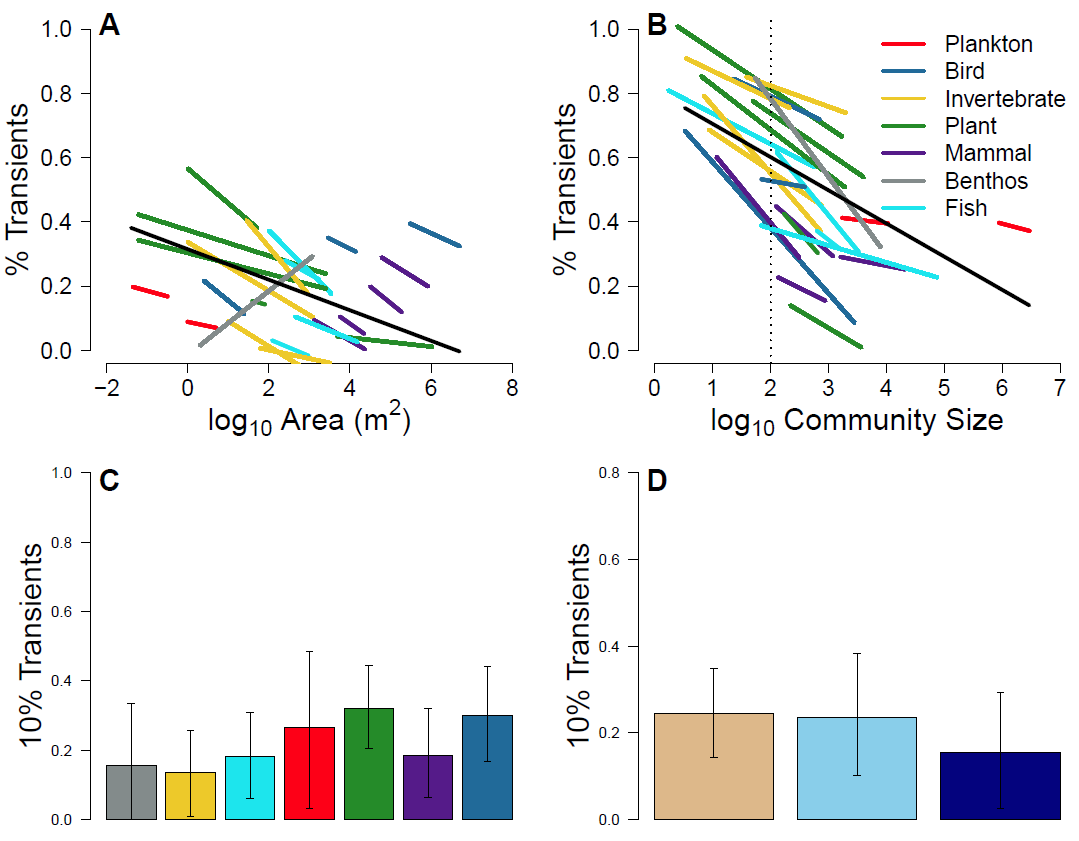 A
% Transients
1.0
0.8
0.6
0.4
0.2
0.0
−2 0 2 4 6 8
log10 Area (m2)
B
% Transients
1.0
0.8
0.6
0.4
0.2
0.0
Plankton
Bird
Invertebrate
Plant
Mammal
Benthos
Fish
0 1 2 3 4 5 6 7
log10 Community Size
C
10% Transients
1.0
0.8
0.6
0.4
0.2
0.0
D
10% Transients
0.8
0.6
0.4
0.2
0.0